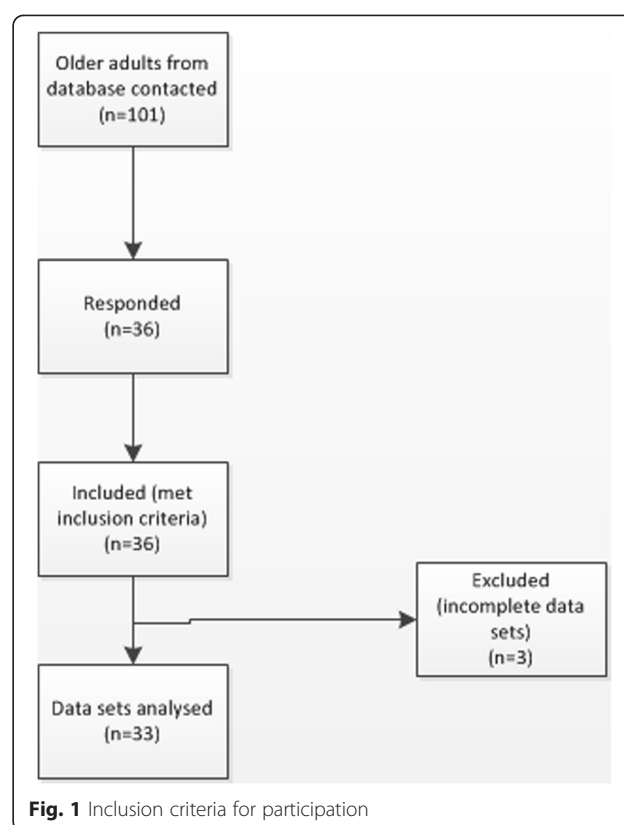 Older adults from
database contacted
(n=101)
Responded
(n=36)
Included (met
inclusion criteria)
(n=36)
Excluded
(incomplete data
sets)
(n=3)
Data sets analysed
(n=33)
Fig. 1 Inclusion criteria for participation